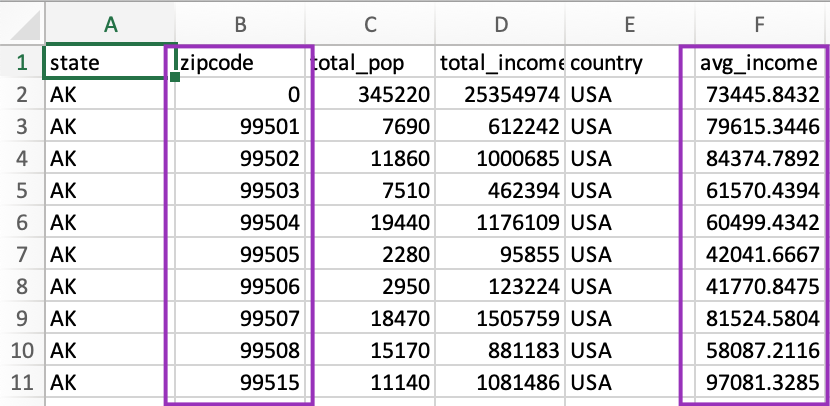 A B C D E F
1 state zipcode total_pop total_income country avg_income
2 AK 0 345220 25354974 USA 73445.8432
3 AK 99501 7690 612242 USA 79615.3446
4 AK 99502 11860 1000685 USA 84374.7892
5 AK 99503 7510 462394 USA 61570.4394
6 AK 99504 19440 1176109 USA 60499.4342
7 AK 99505 2280 95855 USA 42041.6667
8 AK 99506 2950 123224 USA 41770.8475
9 AK 99507 18470 1505759 USA 81524.5804
10 AK 99508 15170 881183 USA 58087.2116
11 AK 99515 11140 1081486 USA 97081.3285